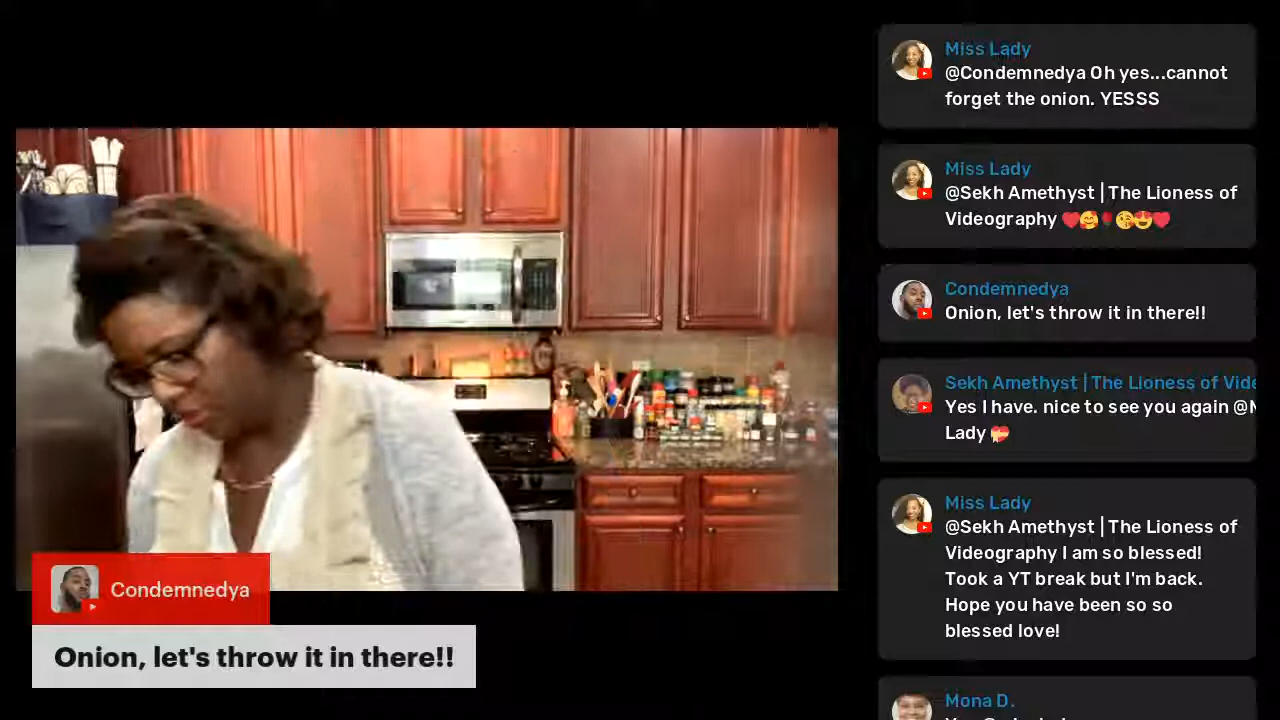 Miss Lady
@Condemnedya Oh yes...cannot
forget the onion. YESSS
Miss Lady
@Sekh Amethyst | The Lioness of
Videography ❤️🥰🌹😘😍❤️
Condemnedya
Onion, let's throw it in there!!
Sekh Amethyst | The Lioness of
Yes I have. nice to see you again
Lady 💝
Miss Lady
@Sekh Amethyst | The Lioness of
Videography I am so blessed!
Took a YT break but I'm back.
Hope you have been so so
blessed love!
Mona D.
Condemnedya
Onion, let's throw it in there!!